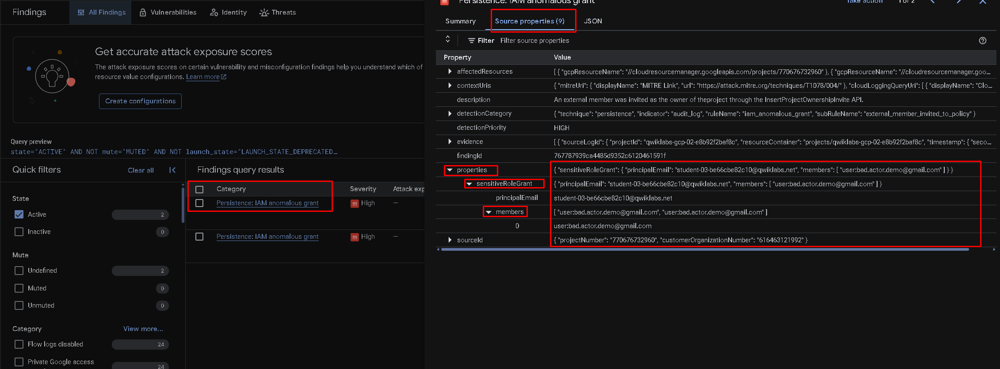 Findings
All Findings
Vulnerabilities
Identity
Threats
Get accurate attack exposure scores
The attack exposure scores on certain vulnerability and misconfiguration findings help you understand which of
resource value configurations. Learn more
Create configurations
Query preview
state="ACTIVE" AND NOT mute="MUTED" AND NOT launch_state="LAUNCH_STATE_DEPRECATED…
Quick filters
Clear all
State
Active 2
Inactive 0
Mute
Undefined 2
Muted 0
Unmuted 0
Category
View more...
Flow logs disabled 24
Private Google access 24
Findings query results
Category Severity Attack exp
Persistence: IAM anomalous grant High –
Persistence: IAM anomalous grant High –
Persistence: IAM anomalous grant
Take action
1 of 2
Summary
Source properties (9)
JSON
Filter Filter source properties
Property Value
affectedResources [ { "gcpResourceName": "//cloudresourcemanager.googleapis.com/projects/770676732960" }, { "gcpResourceName": "//cloudresourcemanager.goo...
contextUris { "mitreUri": { "displayName": "MITRE Link", "url": "https://attack.mitre.org/techniques/T1078/004/" }, "cloudLoggingQueryUri": [ { "displayName": "Clo...
description An external member was invited as the owner of theproject through the InsertProjectOwnershipInvite API.
detectionCategory { "technique": "persistence", "indicator": "audit_log", "ruleName": "iam_anomalous_grant", "subRuleName": "external_member_invited_to_policy" }
detectionPriority HIGH
evidence [ { "sourceLogId": { "projectId": "qwiklabs-gcp-02-e8b92f2baf8c", "resourceContainer": "projects/qwiklabs-gcp-02-e8b92f2baf8c", "timestamp": { "seco...
findingId 767787939ca4485d9352c6120461591f
properties { "sensitiveRoleGrant": { "principalEmail": "student-03-be66cbe82c10@qwiklabs.net", "members": [ "user:bad.actor.demo@gmail.com" ] } }
sensitiveRoleGrant { "principalEmail": "student-03-be66cbe82c10@qwiklabs.net", "members": [ "user:bad.actor.demo@gmail.com" ] }
principalEmail student-03-be66cbe82c10@qwiklabs.net
members [ "user:bad.actor.demo@gmail.com", "user:bad.actor.demo@gmail.com" ]
0 user:bad.actor.demo@gmail.com
sourceId { "projectNumber": "770676732960", "customerOrganizationNumber": "616463121992" }